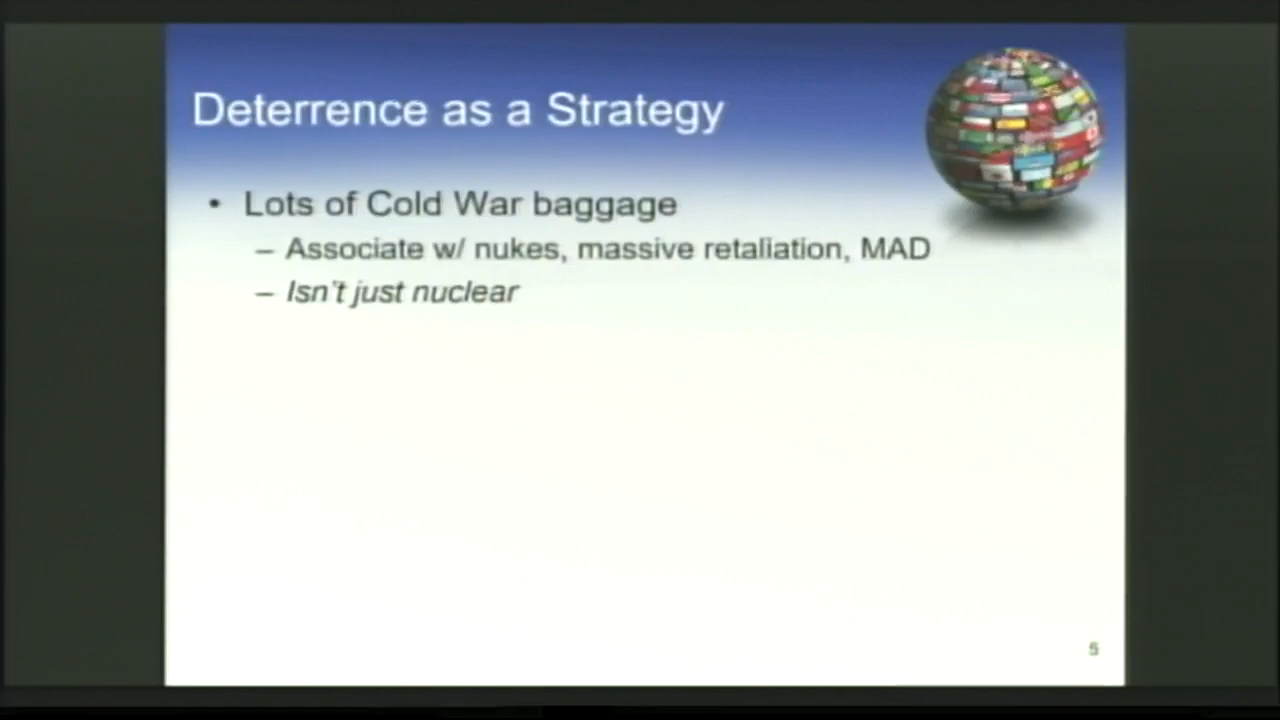 Deterrence as a Strategy
• Lots of Cold War baggage
– Associate w/ nukes, massive retaliation, MAD
– Isn't just nuclear
5